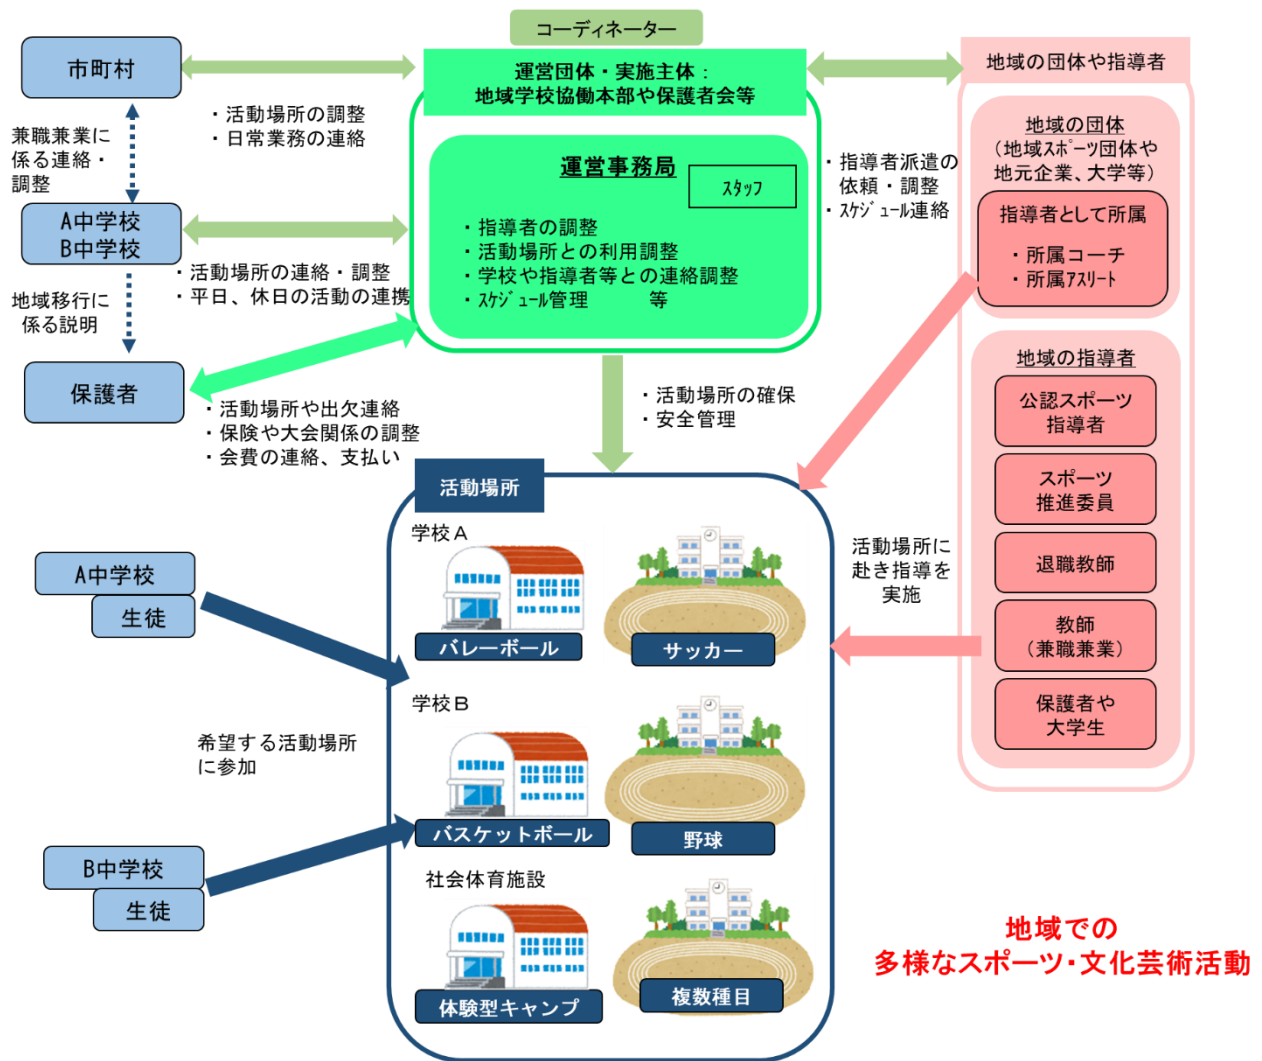 コーディネーター
市町村
運営団体・実施主体：
地域学校協働本部や保護者会等
地域の団体や指導者
・活動場所の調整
・日常業務の連絡
兼職兼業に
係る連絡・
調整
運営事務局
スタッフ
・指導者の調整
・活動場所との利用調整
・学校や指導者等との連絡調整
・スケジュール管理　　等
・指導者派遣の
依頼・調整
・スケジュール連絡
地域の団体
（地域スポーツ団体や
地元企業、大学等）
指導者として所属
・所属コーチ
・所属アスリート
A中学校
B中学校
・活動場所の連絡・調整
・平日、休日の活動の連携
地域移行に
係る説明
保護者
・活動場所や出欠連絡
・保険や大会関係の調整
・会費の連絡、支払い
・活動場所の確保
・安全管理
地域の指導者
公認スポーツ
指導者
スポーツ
推進委員
退職教師
教師
（兼職兼業）
保護者や
大学生
活動場所に
赴き指導を
実施
活動場所
学校Ａ
バレーボール
サッカー
学校Ｂ
バスケットボール
野球
社会体育施設
体験型キャンプ
複数種目
A中学校
生徒
希望する活動場所
に参加
B中学校
生徒
地域での
多様なスポーツ・文化芸術活動